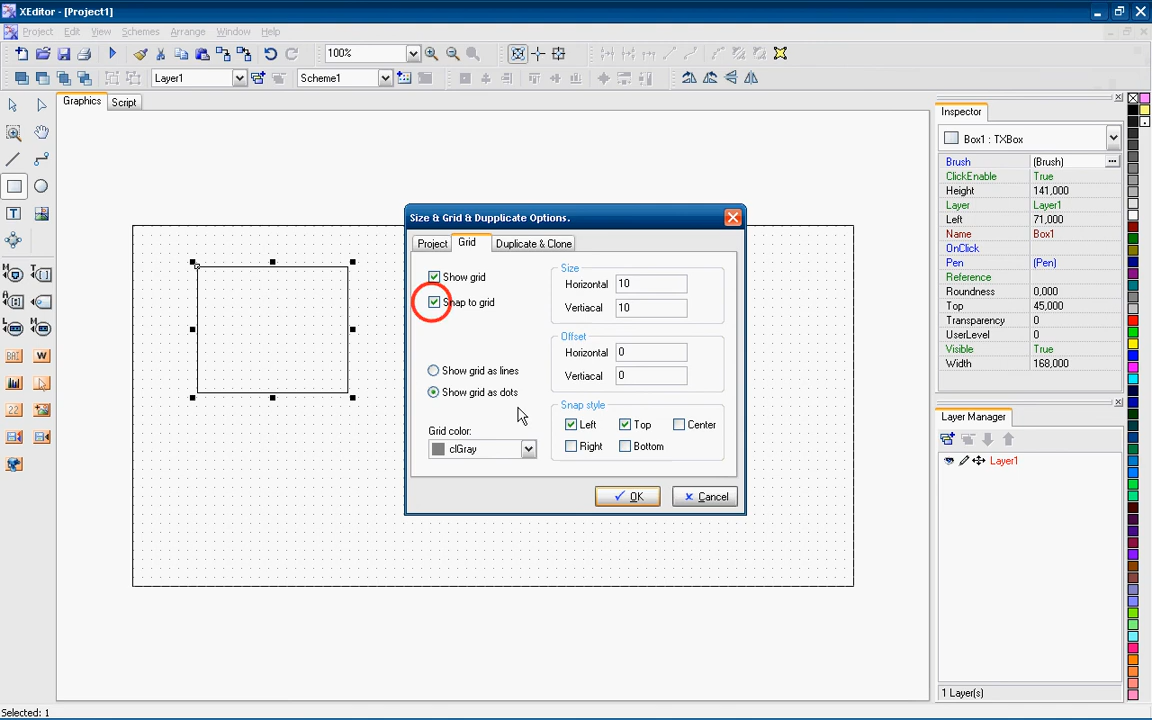 XEditor - [Project1]
Project Edit View Schemes Arrange Window Help
100%
Layer1 Scheme1
Graphics Script
Inspector
Box1 : TXBox
Brush (Brush)
ClickEnable True
Height 141,000
Layer Layer1
Left 71,000
Name Box1
OnClick
Pen (Pen)
Reference
Roundness 0,000
Top 45,000
Transparency 0
UserLevel 0
Visible True
Width 168,000
Size & Grid & Dupplicate Options.
Project Grid Duplicate & Clone
Show grid
Snap to grid
Show grid as lines
Show grid as dots
Grid color:
clGray
Size
Horizontal 10
Vertiacal 10
Offset
Horizontal 0
Vertiacal 0
Snap style
Left Top Center
Right Bottom
OK Cancel
Layer Manager
Layer1
1 Layer(s)
Selected: 1